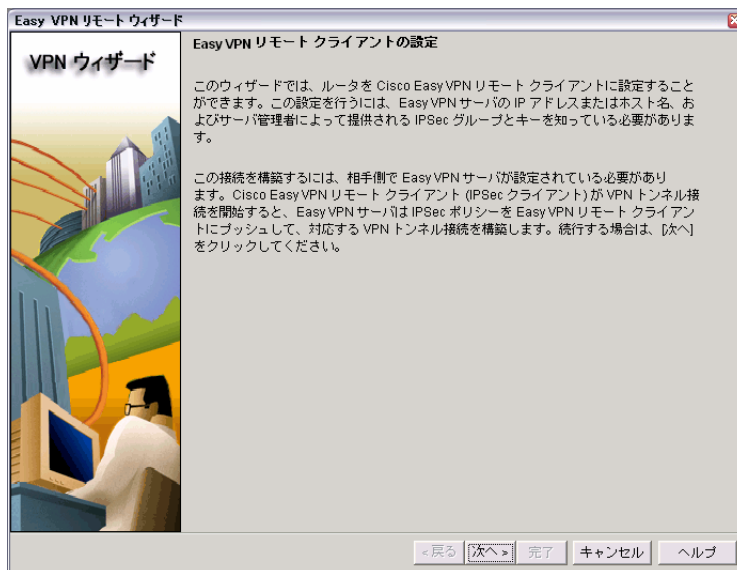 Easy VPN リモート ウィザード
VPN ウィザード
Easy VPN リモート クライアントの設定
このウィザードでは、ルータを Cisco Easy VPN リモート クライアントに設定すること
ができます。この設定を行うには、Easy VPN サーバの IP アドレスまたはホスト名、お
よびサーバ管理者によって提供される IPSec グループとキーを知っている必要がありま
す。
この接続を構築するには、相手側で Easy VPN サーバが設定されている必要があり
ます。Cisco Easy VPN リモート クライアント (IPSec クライアント) が VPN トンネル接
続を開始すると、Easy VPN サーバは IPSec ポリシーを Easy VPN リモート クライアン
トにプッシュして、対応する VPN トンネル接続を構築します。続行する場合は、[次へ]
をクリックしてください。
<戻る 次へ> 完了 キャンセル ヘルプ